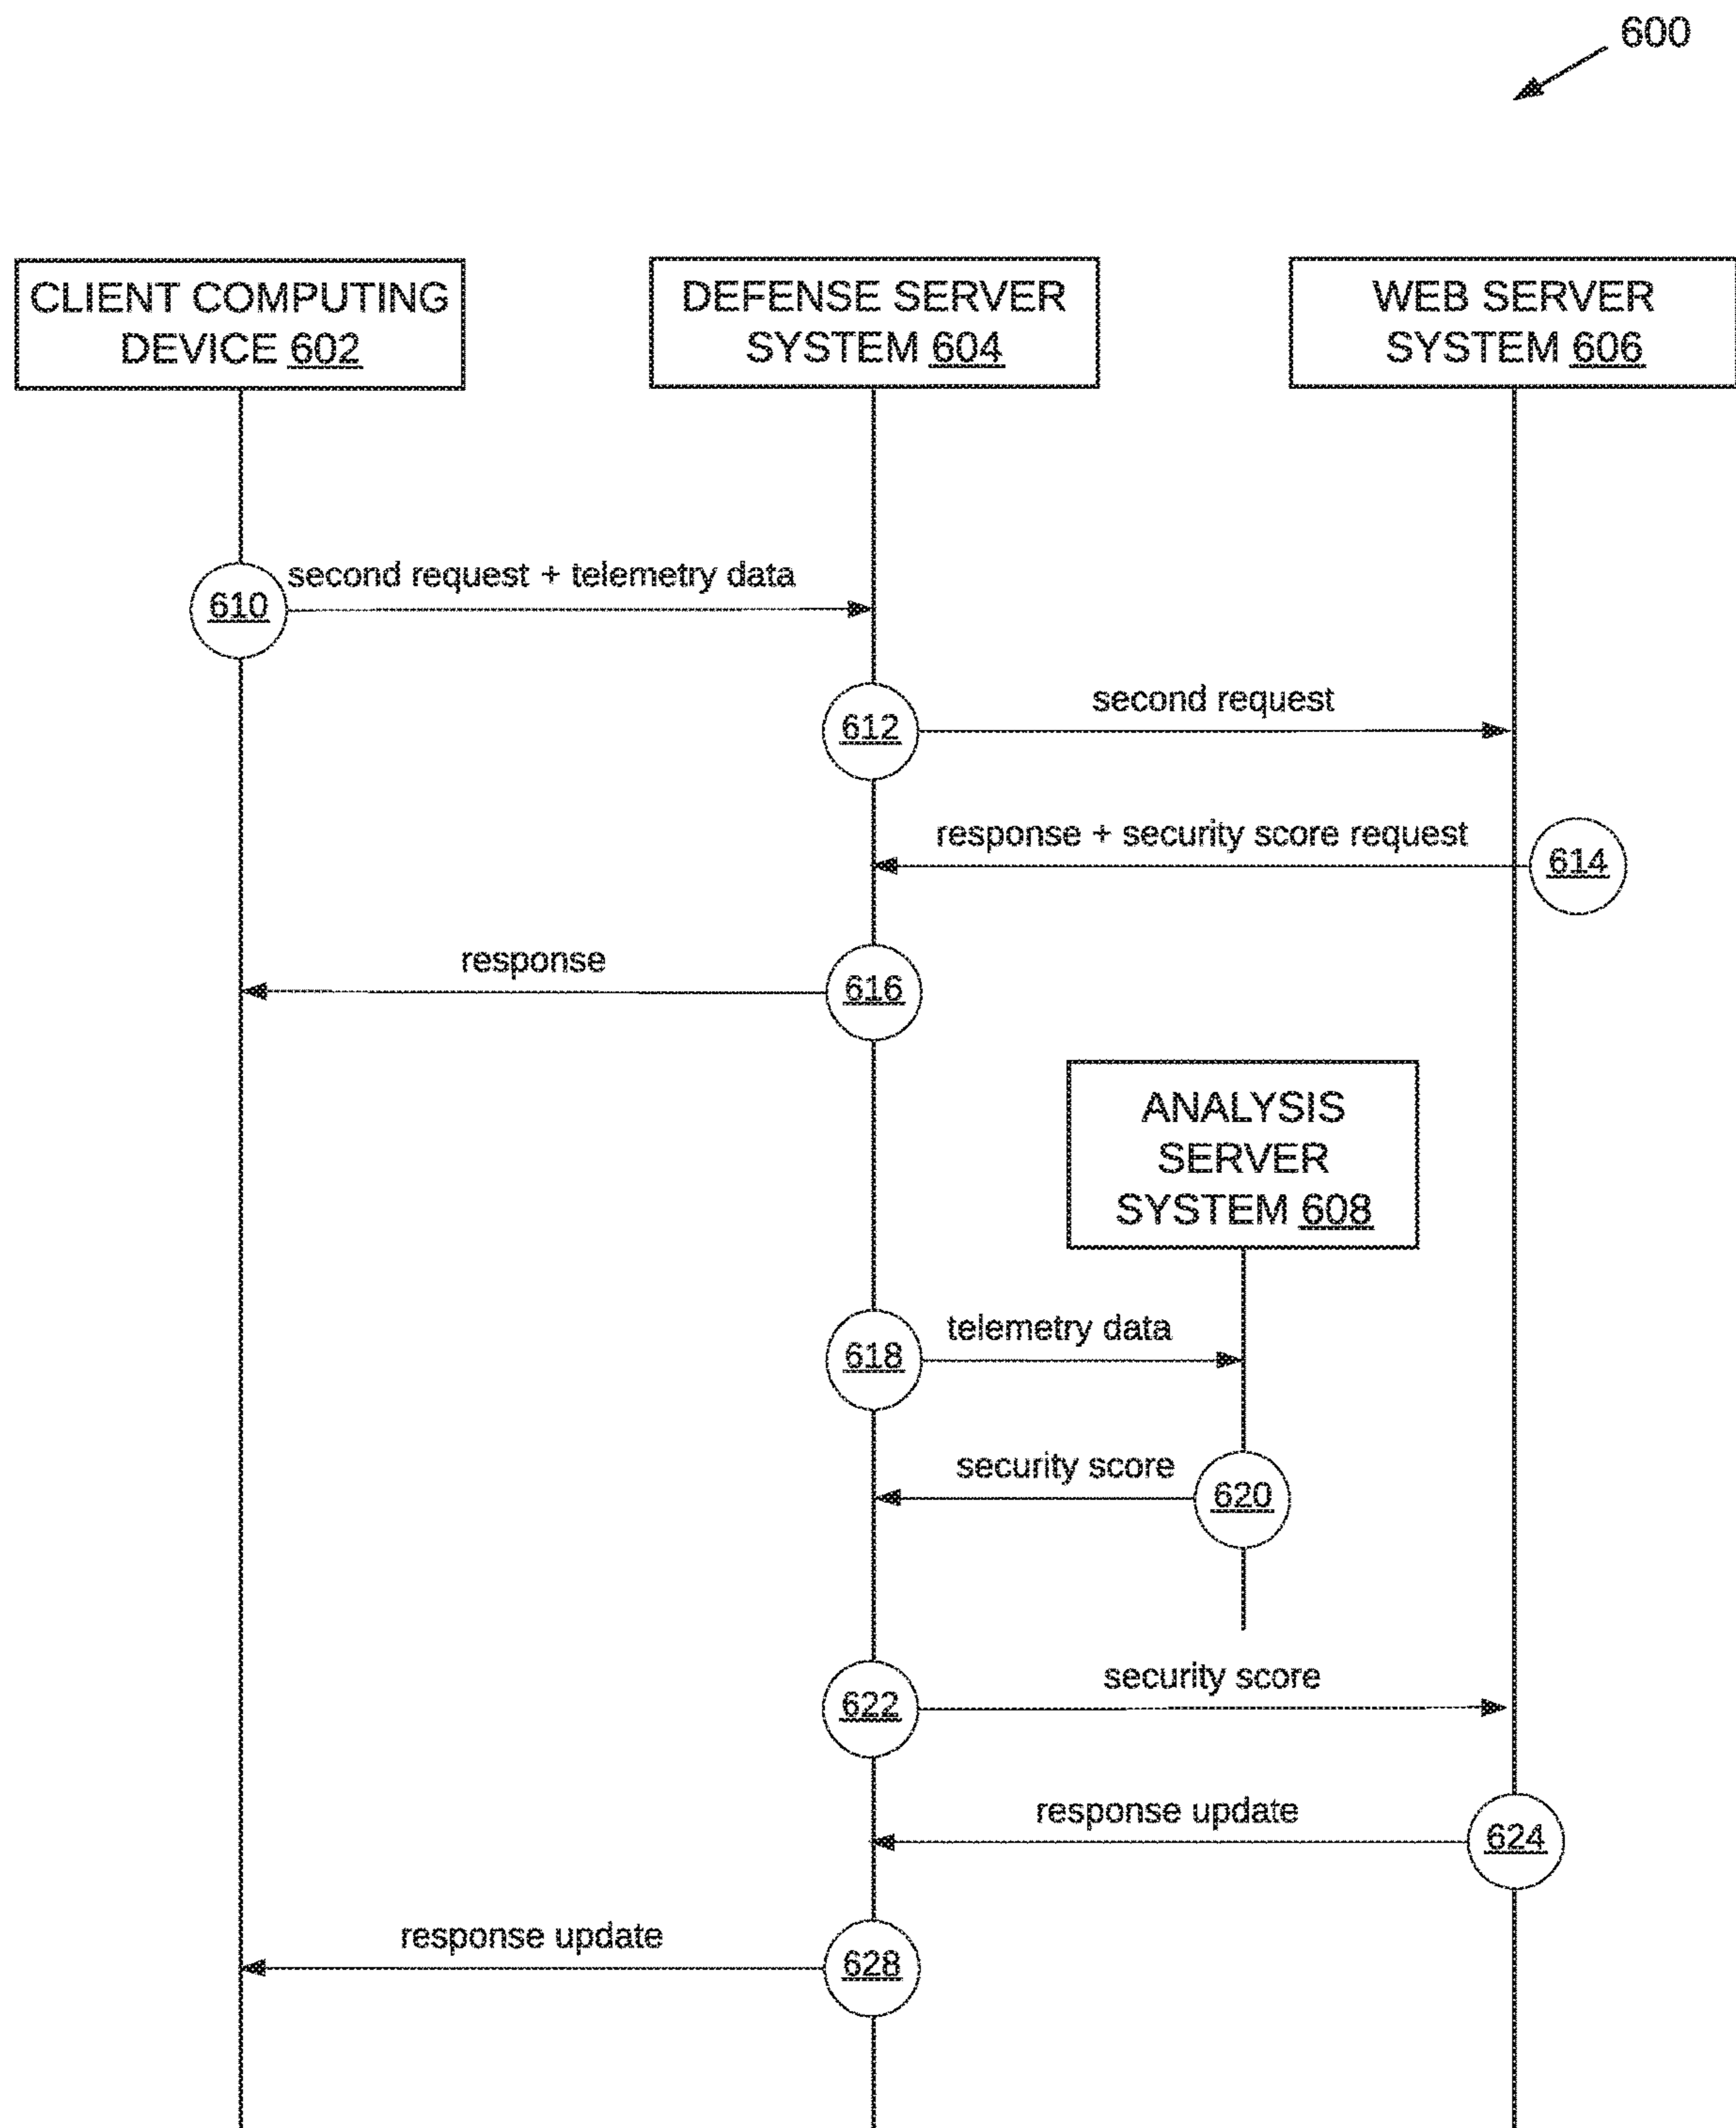 600
CLIENT COMPUTING
DEVICE 602
DEFENSE SERVER
SYSTEM 604
WEB SERVER
SYSTEM 606
second request + telemetry data
610
second request
612
response + security score request
614
response
616
ANALYSIS
SERVER
SYSTEM 608
telemetry data
618
security score
620
security score
622
response update
624
response update
628